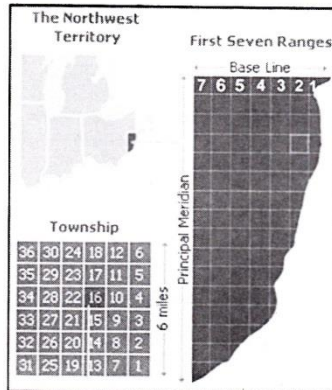 The Northwest
Territory
First Seven Ranges
Base Line
7 6 5 4 3 2 1
Principal Meridian
Township
36 30 24 18 12 6
35 29 23 17 11 5
34 28 22 16 10 4
33 27 21 15 9 3
32 26 20 14 8 2
31 25 19 13 7 1
6 miles